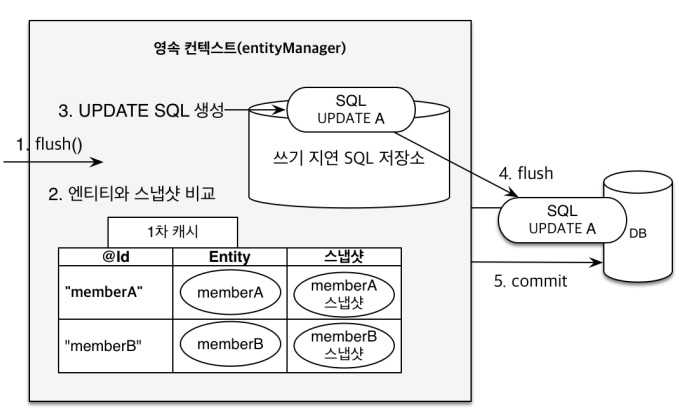 영속 컨텍스트(entityManager)
3. UPDATE SQL 생성
SQL
UPDATE A
1. flush()
쓰기 지연 SQL 저장소
4. flush
2. 엔티티와 스냅샷 비교
SQL
UPDATE A
DB
1차 캐시
@Id Entity 스냅샷
5. commit
"memberA" memberA memberA
스냅샷
"memberB" memberB memberB
스냅샷